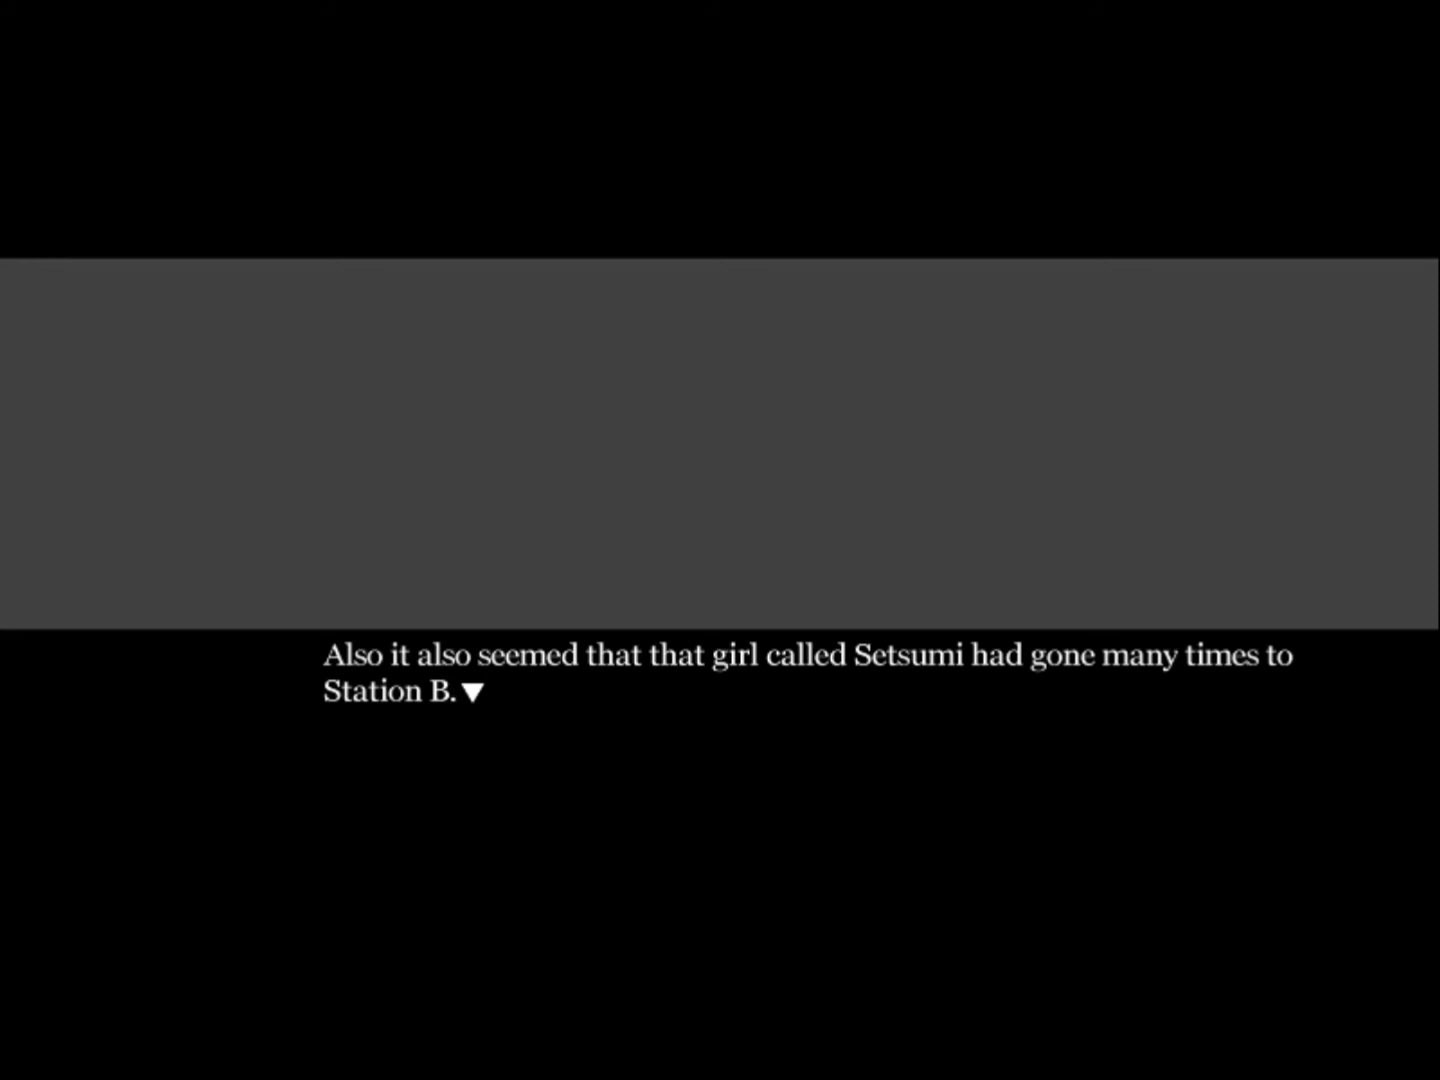 Also it also seemed that that girl called Setsumi had gone many times to
Station B.▼